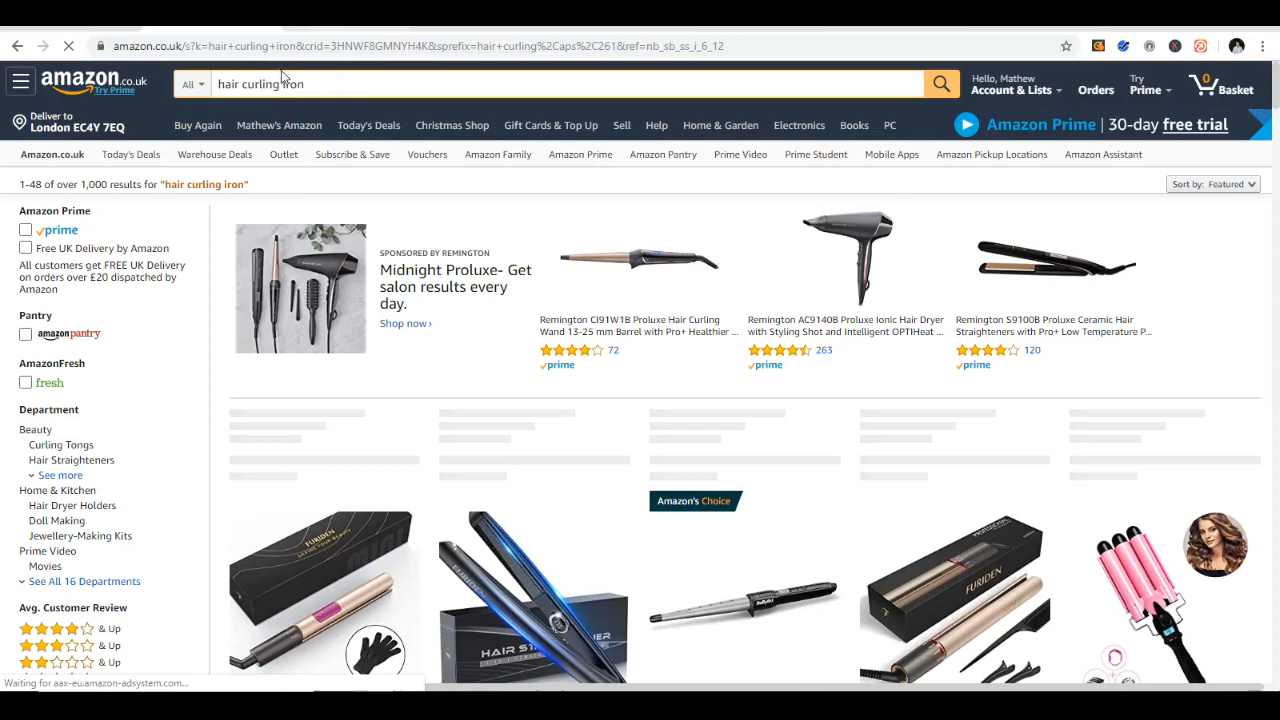 amazon.co.uk/s?k=hair+curling+iron&crid=3HNWF8GMNYH4K&sprefix=hair+curling%2Caps%2C261&ref=nb_sb_ss_i_6_12
amazon.co.uk
Try Prime
All
hair curling iron
Hello, Mathew
Account & Lists
Orders
Try
Prime
0
Basket
Deliver to
London EC4Y 7EQ
Buy Again
Mathew's Amazon
Today's Deals
Christmas Shop
Gift Cards & Top Up
Sell
Help
Home & Garden
Electronics
Books
PC
Amazon Prime | 30-day free trial
Amazon.co.uk
Today's Deals
Warehouse Deals
Outlet
Subscribe & Save
Vouchers
Amazon Family
Amazon Prime
Amazon Pantry
Prime Video
Prime Student
Mobile Apps
Amazon Pickup Locations
Amazon Assistant
1-48 of over 1,000 results for "hair curling iron"
Sort by: Featured
Amazon Prime
prime
Free UK Delivery by Amazon
All customers get FREE UK Delivery
on orders over £20 dispatched by
Amazon
Pantry
amazonpantry
AmazonFresh
fresh
Department
Beauty
Curling Tongs
Hair Straighteners
See more
Home & Kitchen
Hair Dryer Holders
Doll Making
Jewellery-Making Kits
Prime Video
Movies
See All 16 Departments
Avg. Customer Review
& Up
& Up
& Up
SPONSORED BY REMINGTON
Midnight Proluxe- Get
salon results every
day.
Shop now ›
Remington CI91W1B Proluxe Hair Curling
Wand 13-25 mm Barrel with Pro+ Healthier ...
72
prime
Remington AC9140B Proluxe Ionic Hair Dryer
with Styling Shot and Intelligent OPTIHeat ...
263
prime
Remington S9100B Proluxe Ceramic Hair
Straighteners with Pro+ Low Temperature P...
120
prime
Amazon's Choice
FURIDEN
FURIDEN
Waiting for aax-eu.amazon-adsystem.com...